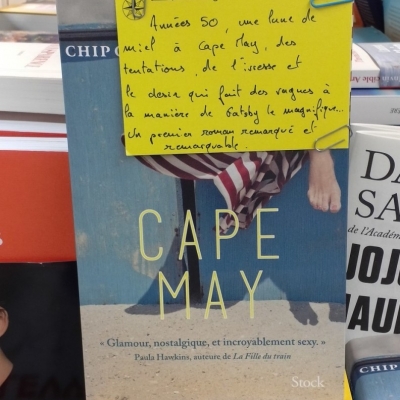 Années 50, une lune de
miel à Cape May, des
tentations, de l'ivresse et
le désir qui fait des vagues à
la manière de Gatsby le magnifique...
un premier roman remarqué et
remarquable.
CHIP
CAPE
MAY
« Glamour, nostalgique, et incroyablement sexy. »
Paula Hawkins, auteure de La Fille du train
Stock
DA
SA
de l'Académ
JOJO
HAU
CHIP